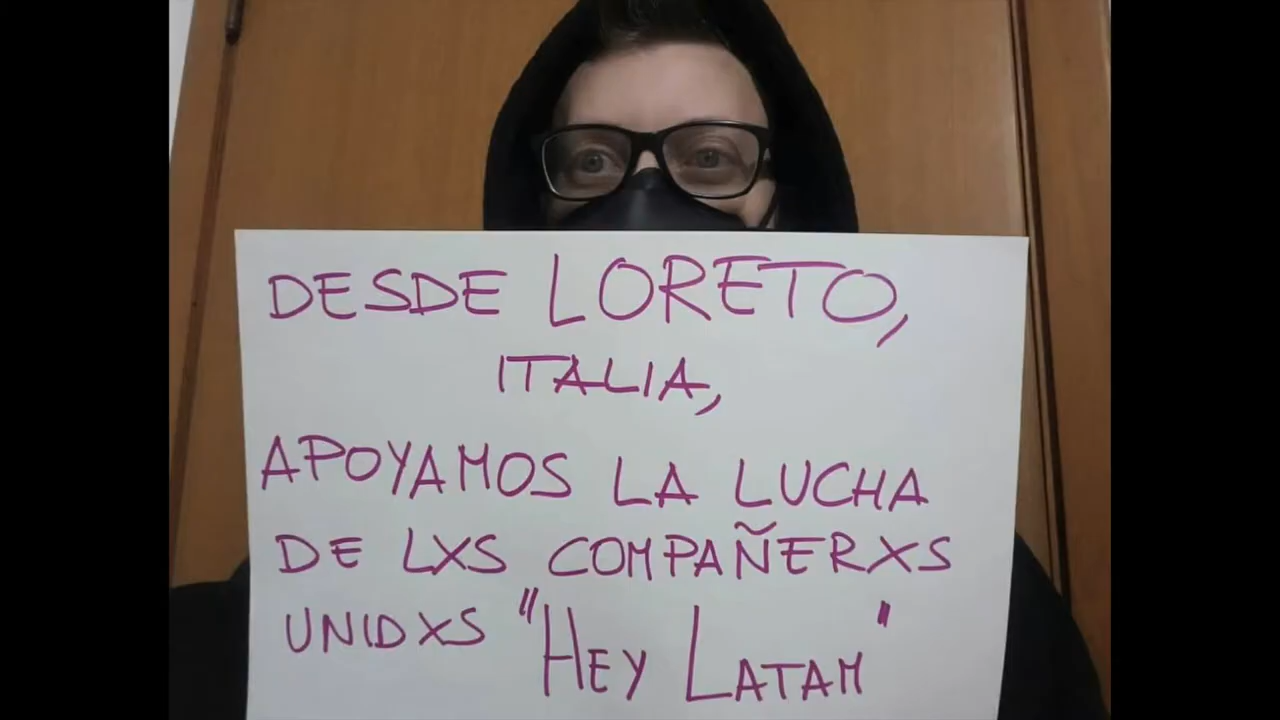 DESDE LORETO,
ITALIA,
APOYAMOS LA LUCHA
DE LXS COMPAÑERXS
UNIDXS "HEY LATAM"